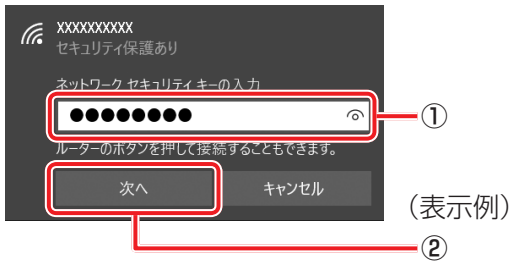 XXXXXXXXXX
セキュリティ保護あり
ネットワーク セキュリティ キーの入力
●●●●●●●●
①
ルーターのボタンを押して接続することもできます。
次へ
キャンセル
（表示例）
②